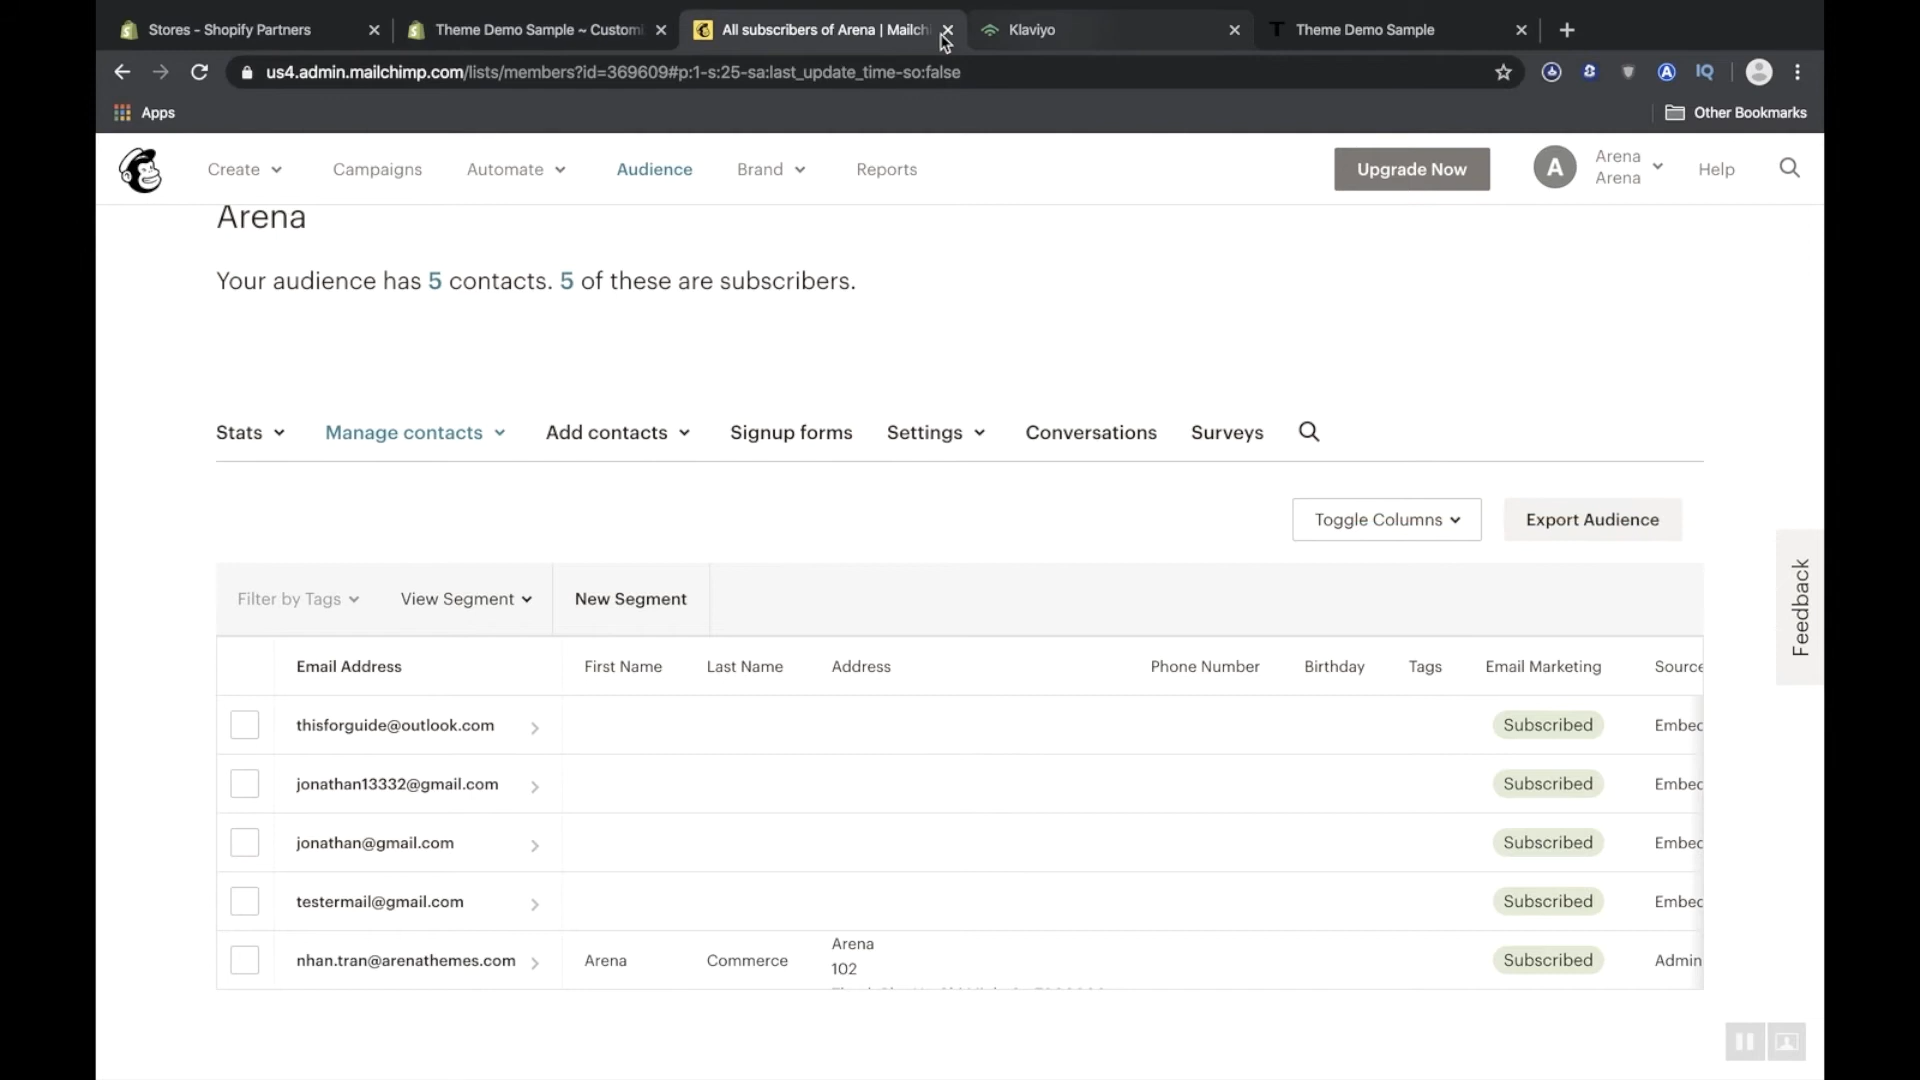 Stores - Shopify Partners
Theme Demo Sample ~ Customi
All subscribers of Arena | Mailchi
Klaviyo
T Theme Demo Sample
us4.admin.mailchimp.com/lists/members?id=369609#p:1-s:25-sa:last_update_time-so:false
A
IQ
Apps
Other Bookmarks
Create
Campaigns
Automate
Audience
Brand
Reports
Upgrade Now
A
Arena
Arena
Help
Arena
Your audience has 5 contacts. 5 of these are subscribers.
Stats
Manage contacts
Add contacts
Signup forms
Settings
Conversations
Surveys
Toggle Columns
Export Audience
Feedback
Filter by Tags
View Segment
New Segment
Email Address First Name Last Name Address Phone Number Birthday Tags Email Marketing Source
thisforguide@outlook.com Subscribed Embed
jonathan13332@gmail.com Subscribed Embed
jonathan@gmail.com Subscribed Embed
testermail@gmail.com Subscribed Embed
nhan.tran@arenathemes.com Arena Commerce Arena Subscribed Admin
102